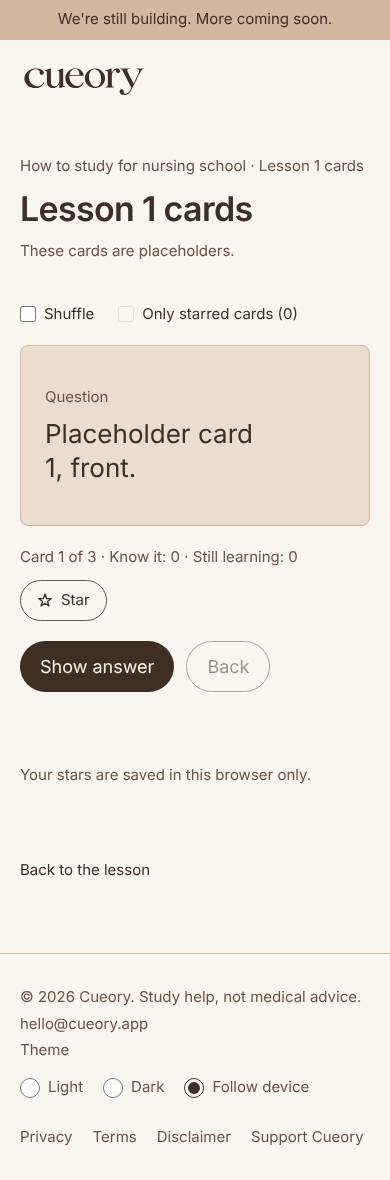 We're still building. More coming soon.
cueory
How to study for nursing school · Lesson 1 cards
Lesson 1 cards
These cards are placeholders.
Shuffle
Only starred cards (0)
Question
Placeholder card
1, front.
Card 1 of 3 · Know it: 0 · Still learning: 0
Star
Show answer
Back
Your stars are saved in this browser only.
Back to the lesson
© 2026 Cueory. Study help, not medical advice.
hello@cueory.app
Theme
Light
Dark
Follow device
Privacy
Terms
Disclaimer
Support Cueory